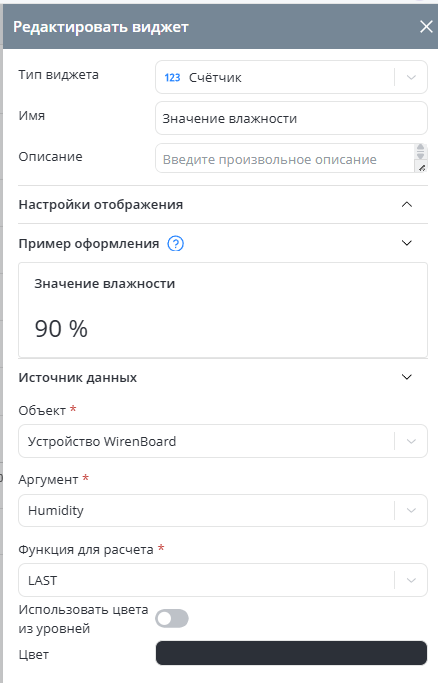 Редактировать виджет
Тип виджета
123 Счётчик
Имя
Значение влажности
Описание
Введите произвольное описание
Настройки отображения
Пример оформления ?
Значение влажности
90 %
Источник данных
Объект *
Устройство WirenBoard
Аргумент *
Humidity
Функция для расчета *
LAST
Использовать цвета
из уровней
Цвет